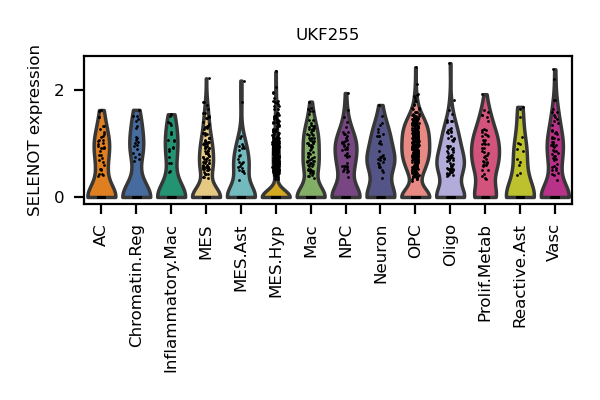 UKF255
SELENOT expression
2
0
AC
Chromatin.Reg
Inflammatory.Mac
MES
MES.Ast
MES.Hyp
Mac
NPC
Neuron
OPC
Oligo
Prolif.Metab
Reactive.Ast
Vasc